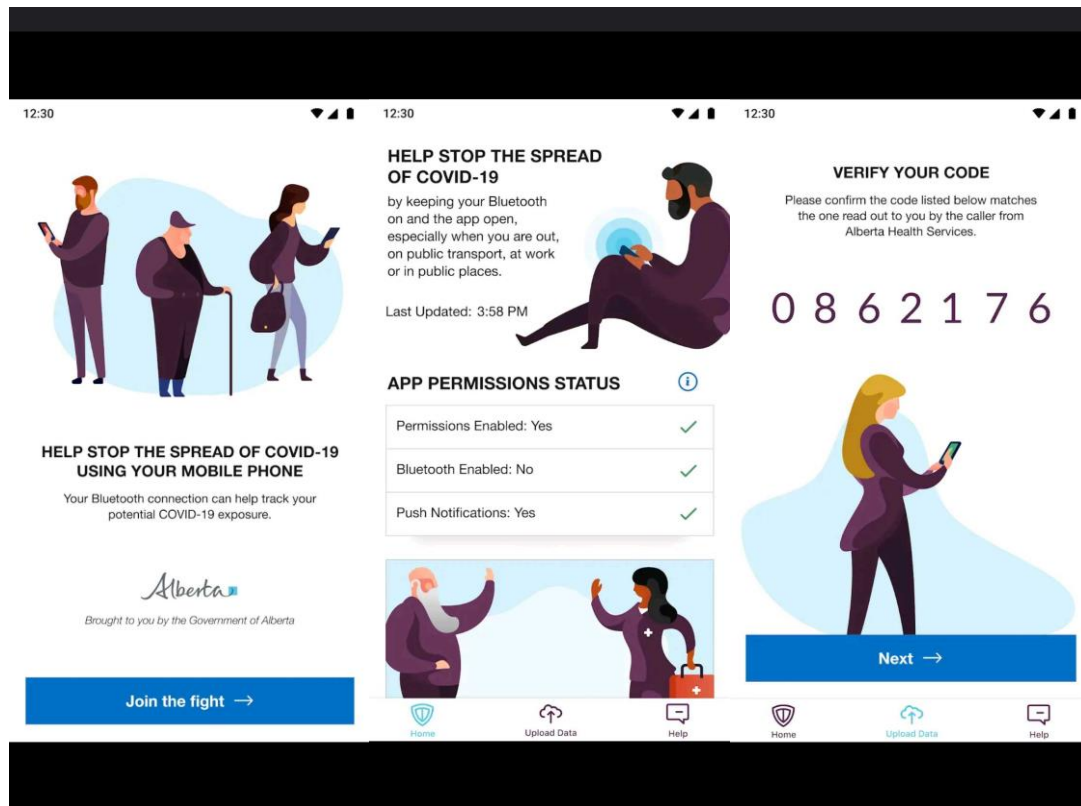 12:30
HELP STOP THE SPREAD OF COVID-19
USING YOUR MOBILE PHONE
Your Bluetooth connection can help track your
potential COVID-19 exposure.
Alberta
Brought to you by the Government of Alberta
Join the fight →
12:30
HELP STOP THE SPREAD
OF COVID-19
by keeping your Bluetooth
on and the app open,
especially when you are out,
on public transport, at work
or in public places.
Last Updated: 3:58 PM
APP PERMISSIONS STATUS
Permissions Enabled: Yes
Bluetooth Enabled: No
Push Notifications: Yes
Home Upload Data Help
12:30
VERIFY YOUR CODE
Please confirm the code listed below matches
the one read out to you by the caller from
Alberta Health Services.
0 8 6 2 1 7 6
Next →
Home Upload Data Help